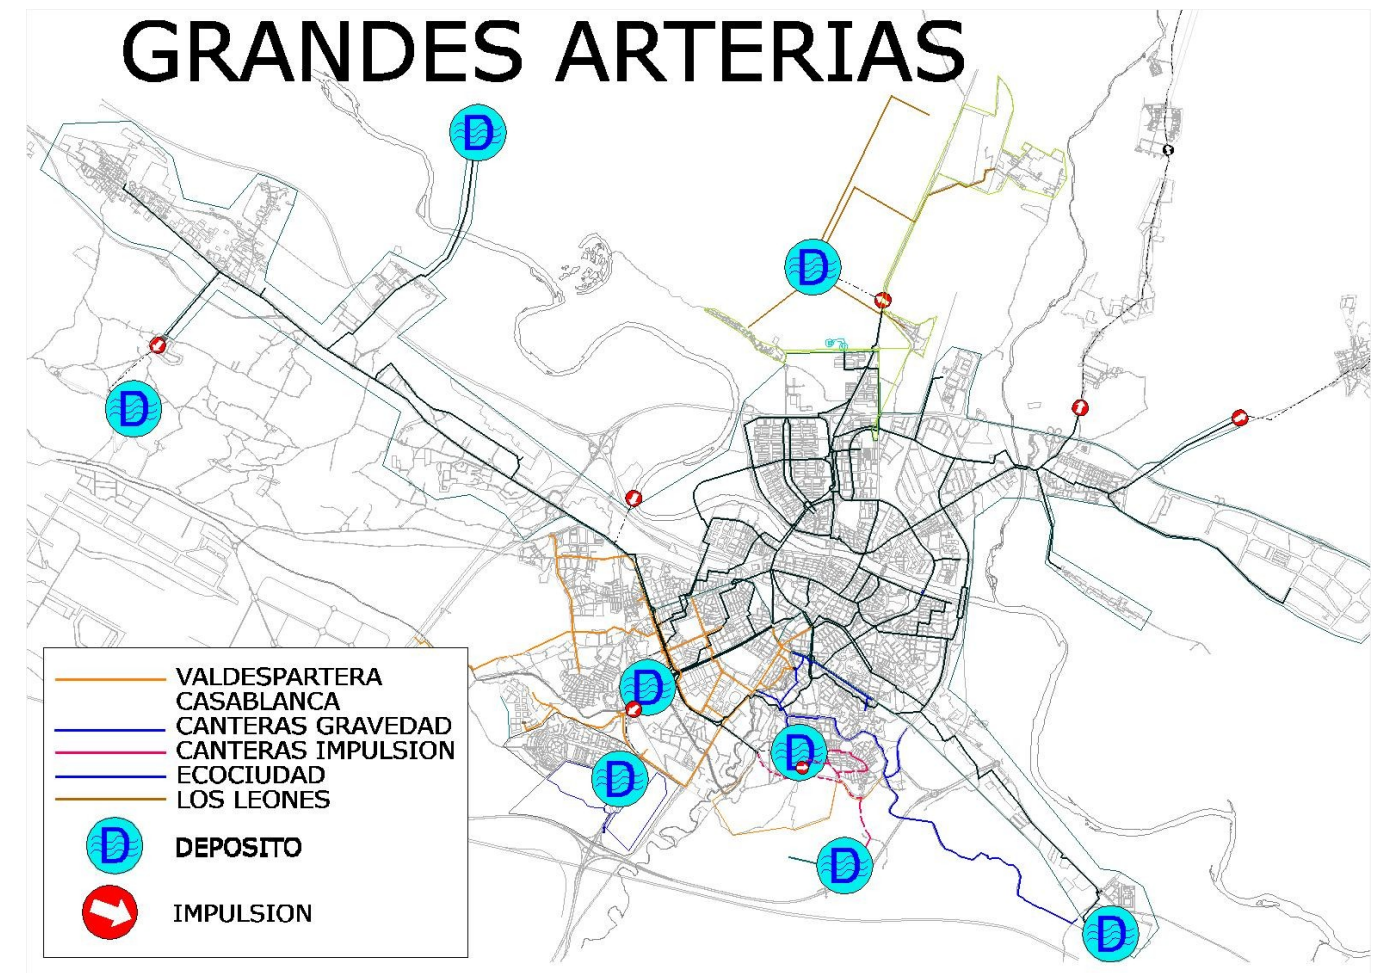 GRANDES ARTERIAS
D
D
D
D
D
D
D
D
D
VALDESPARTERA
CASABLANCA
CANTERAS GRAVEDAD
CANTERAS IMPULSION
ECOCIUDAD
LOS LEONES
D DEPOSITO
IMPULSION